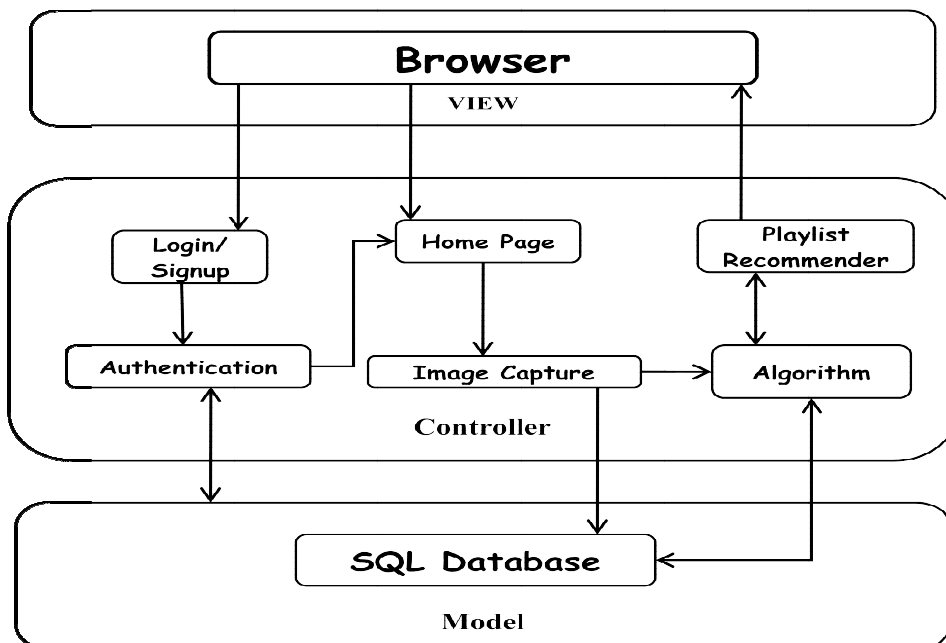 Browser
VIEW
Login/
Signup
Home Page
Playlist
Recommender
Authentication
Image Capture
Algorithm
Controller
SQL Database
Model